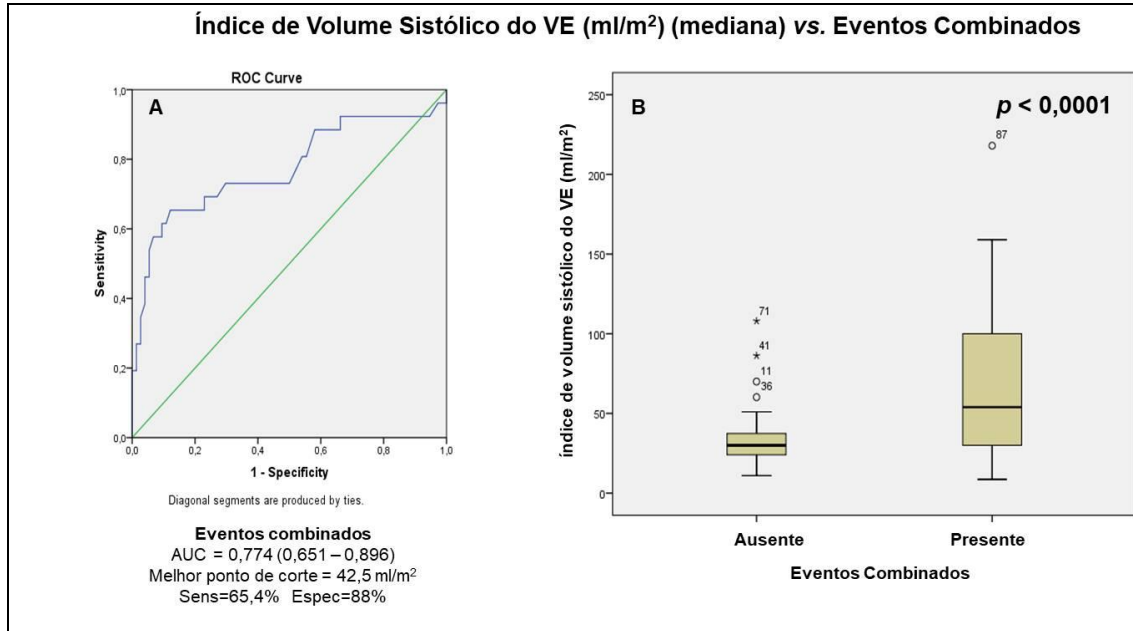 Índice de Volume Sistólico do VE (ml/m²) (mediana) vs. Eventos Combinados
ROC Curve
A
1,0
0,8
0,6
0,4
0,2
0,0
Sensitivity
0,0 0,2 0,4 0,6 0,8 1,0
1 - Specificity
Diagonal segments are produced by ties.
Eventos combinados
AUC = 0,774 (0,651 – 0,896)
Melhor ponto de corte = 42,5 ml/m²
Sens=65,4% Espec=88%
B
p < 0,0001
índice de volume sistólico do VE (ml/m²)
250
200
150
100
50
0
87
71
41
11
36
Ausente Presente
Eventos Combinados